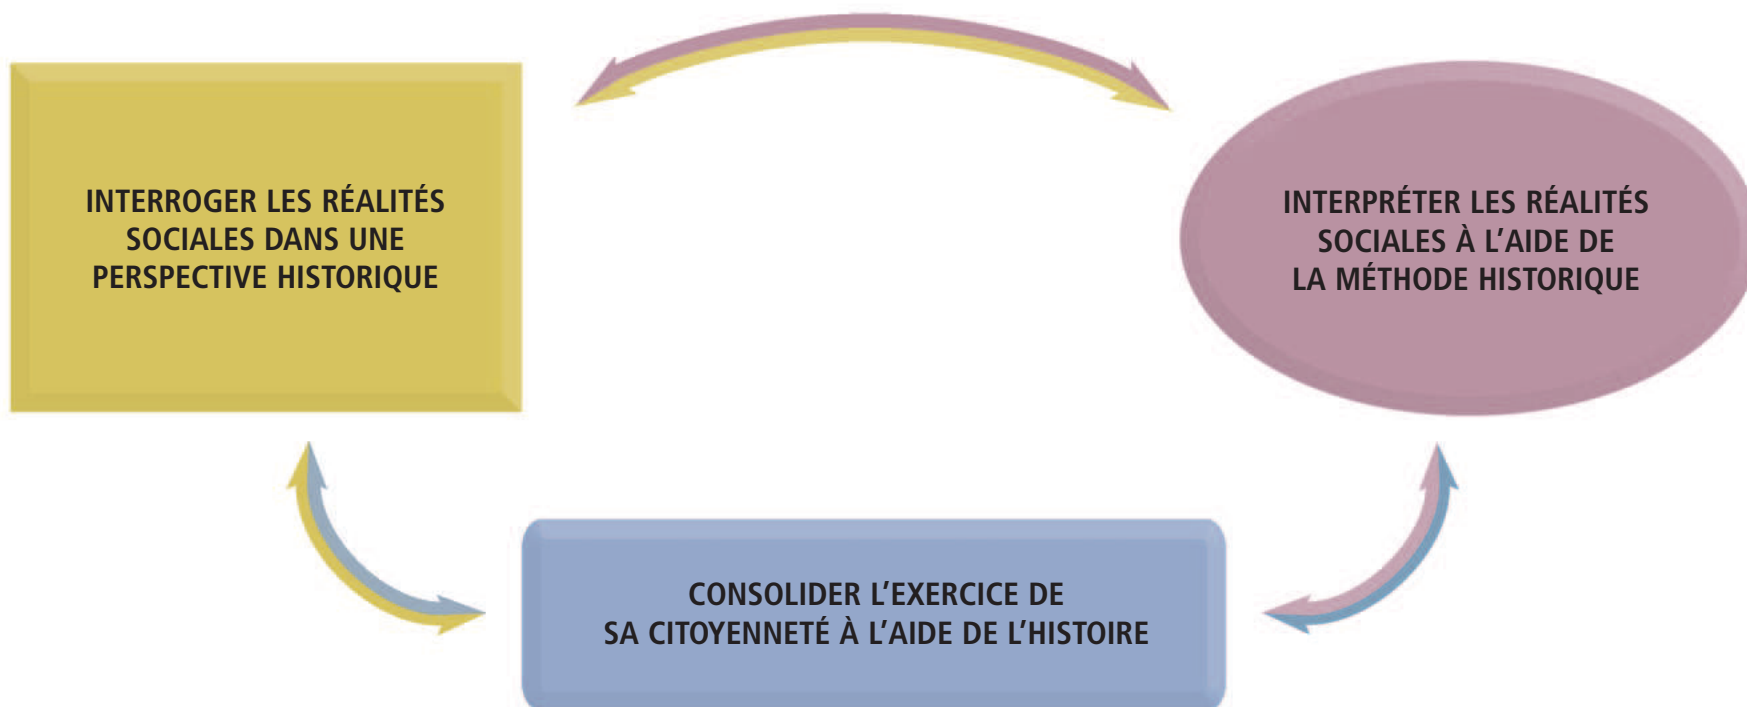 INTERROGER LES RÉALITÉS
SOCIALES DANS UNE
PERSPECTIVE HISTORIQUE
INTERPRÉTER LES RÉALITÉS
SOCIALES À L’AIDE DE
LA MÉTHODE HISTORIQUE
CONSOLIDER L’EXERCICE DE
SA CITOYENNETÉ À L’AIDE DE L’HISTOIRE